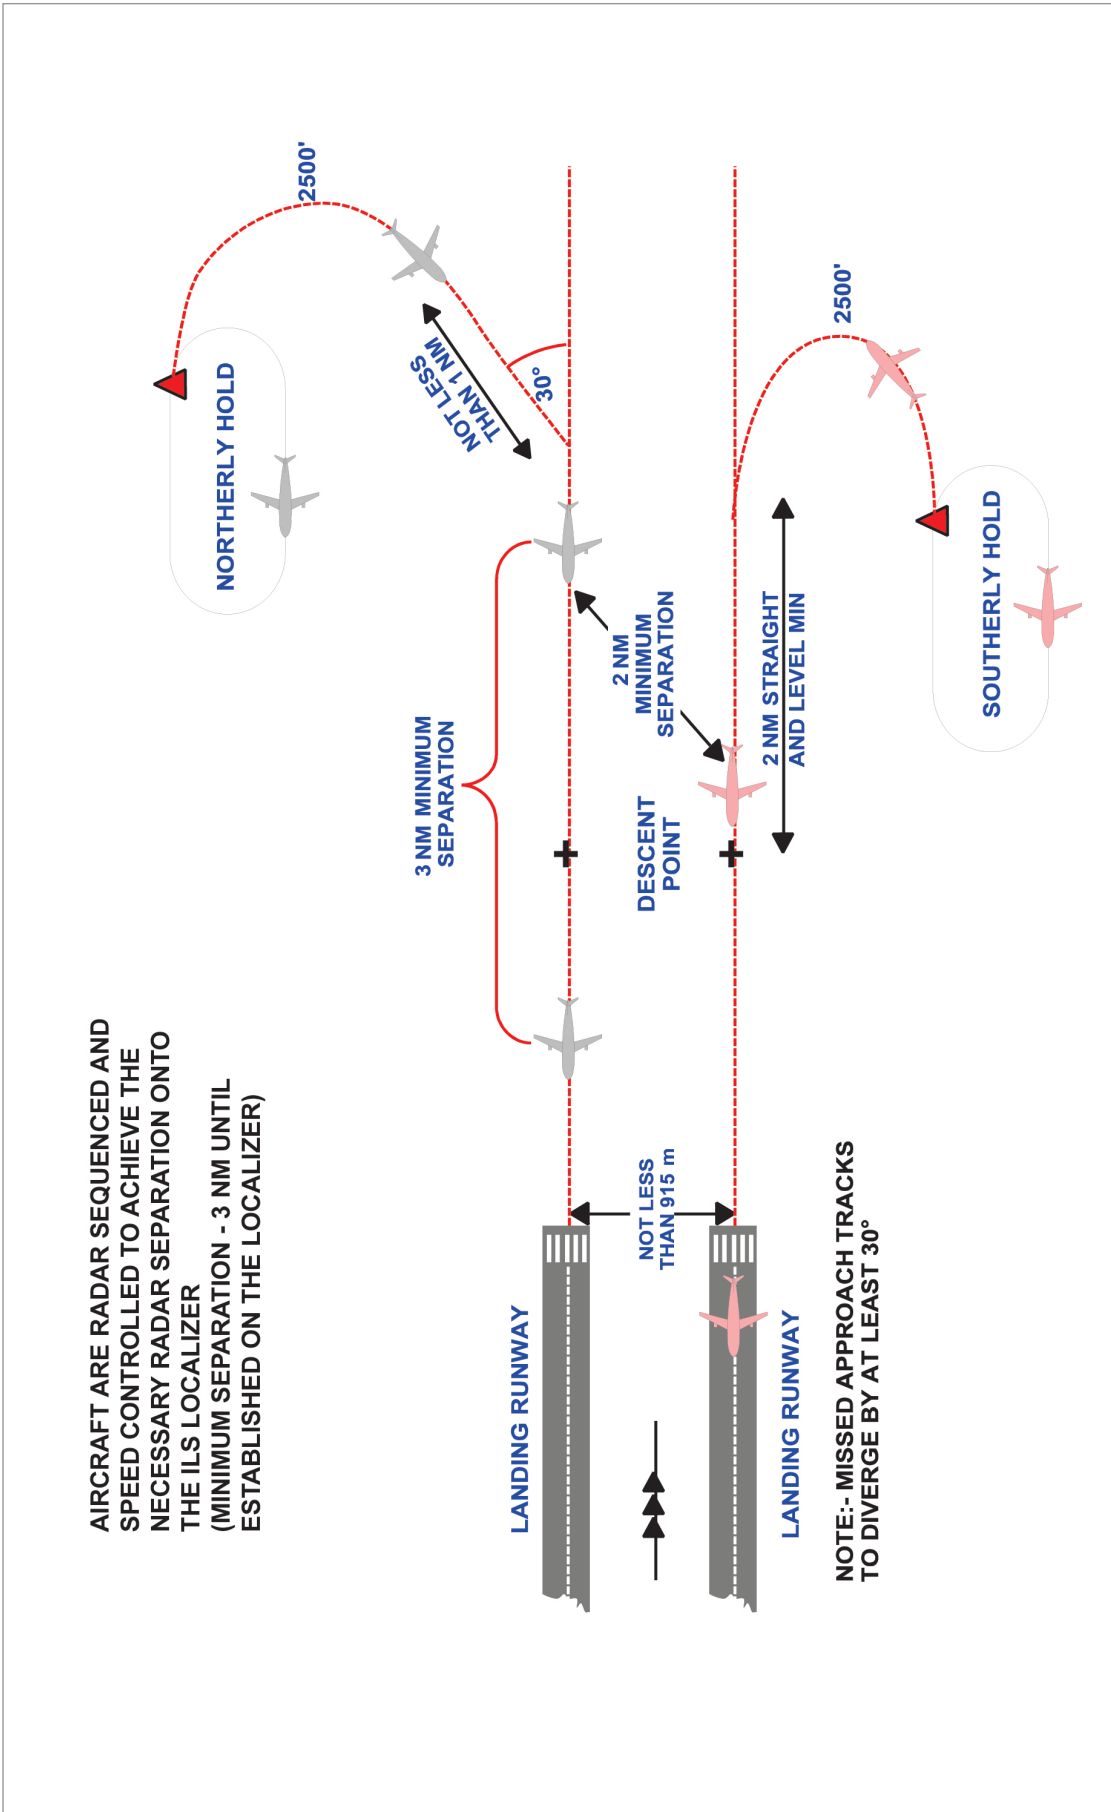 AIRCRAFT ARE RADAR SEQUENCED AND
SPEED CONTROLLED TO ACHIEVE THE
NECESSARY RADAR SEPARATION ONTO
THE ILS LOCALIZER
(MINIMUM SEPARATION - 3 NM UNTIL
ESTABLISHED ON THE LOCALIZER)
NORTHERLY HOLD
2500'
NOT LESS
THAN 1 NM
30°
3 NM MINIMUM
SEPARATION
LANDING RUNWAY
2 NM
MINIMUM
SEPARATION
DESCENT
POINT
NOT LESS
THAN 915 m
2 NM STRAIGHT
AND LEVEL MIN
LANDING RUNWAY
2500'
NOTE:- MISSED APPROACH TRACKS
TO DIVERGE BY AT LEAST 30°
SOUTHERLY HOLD